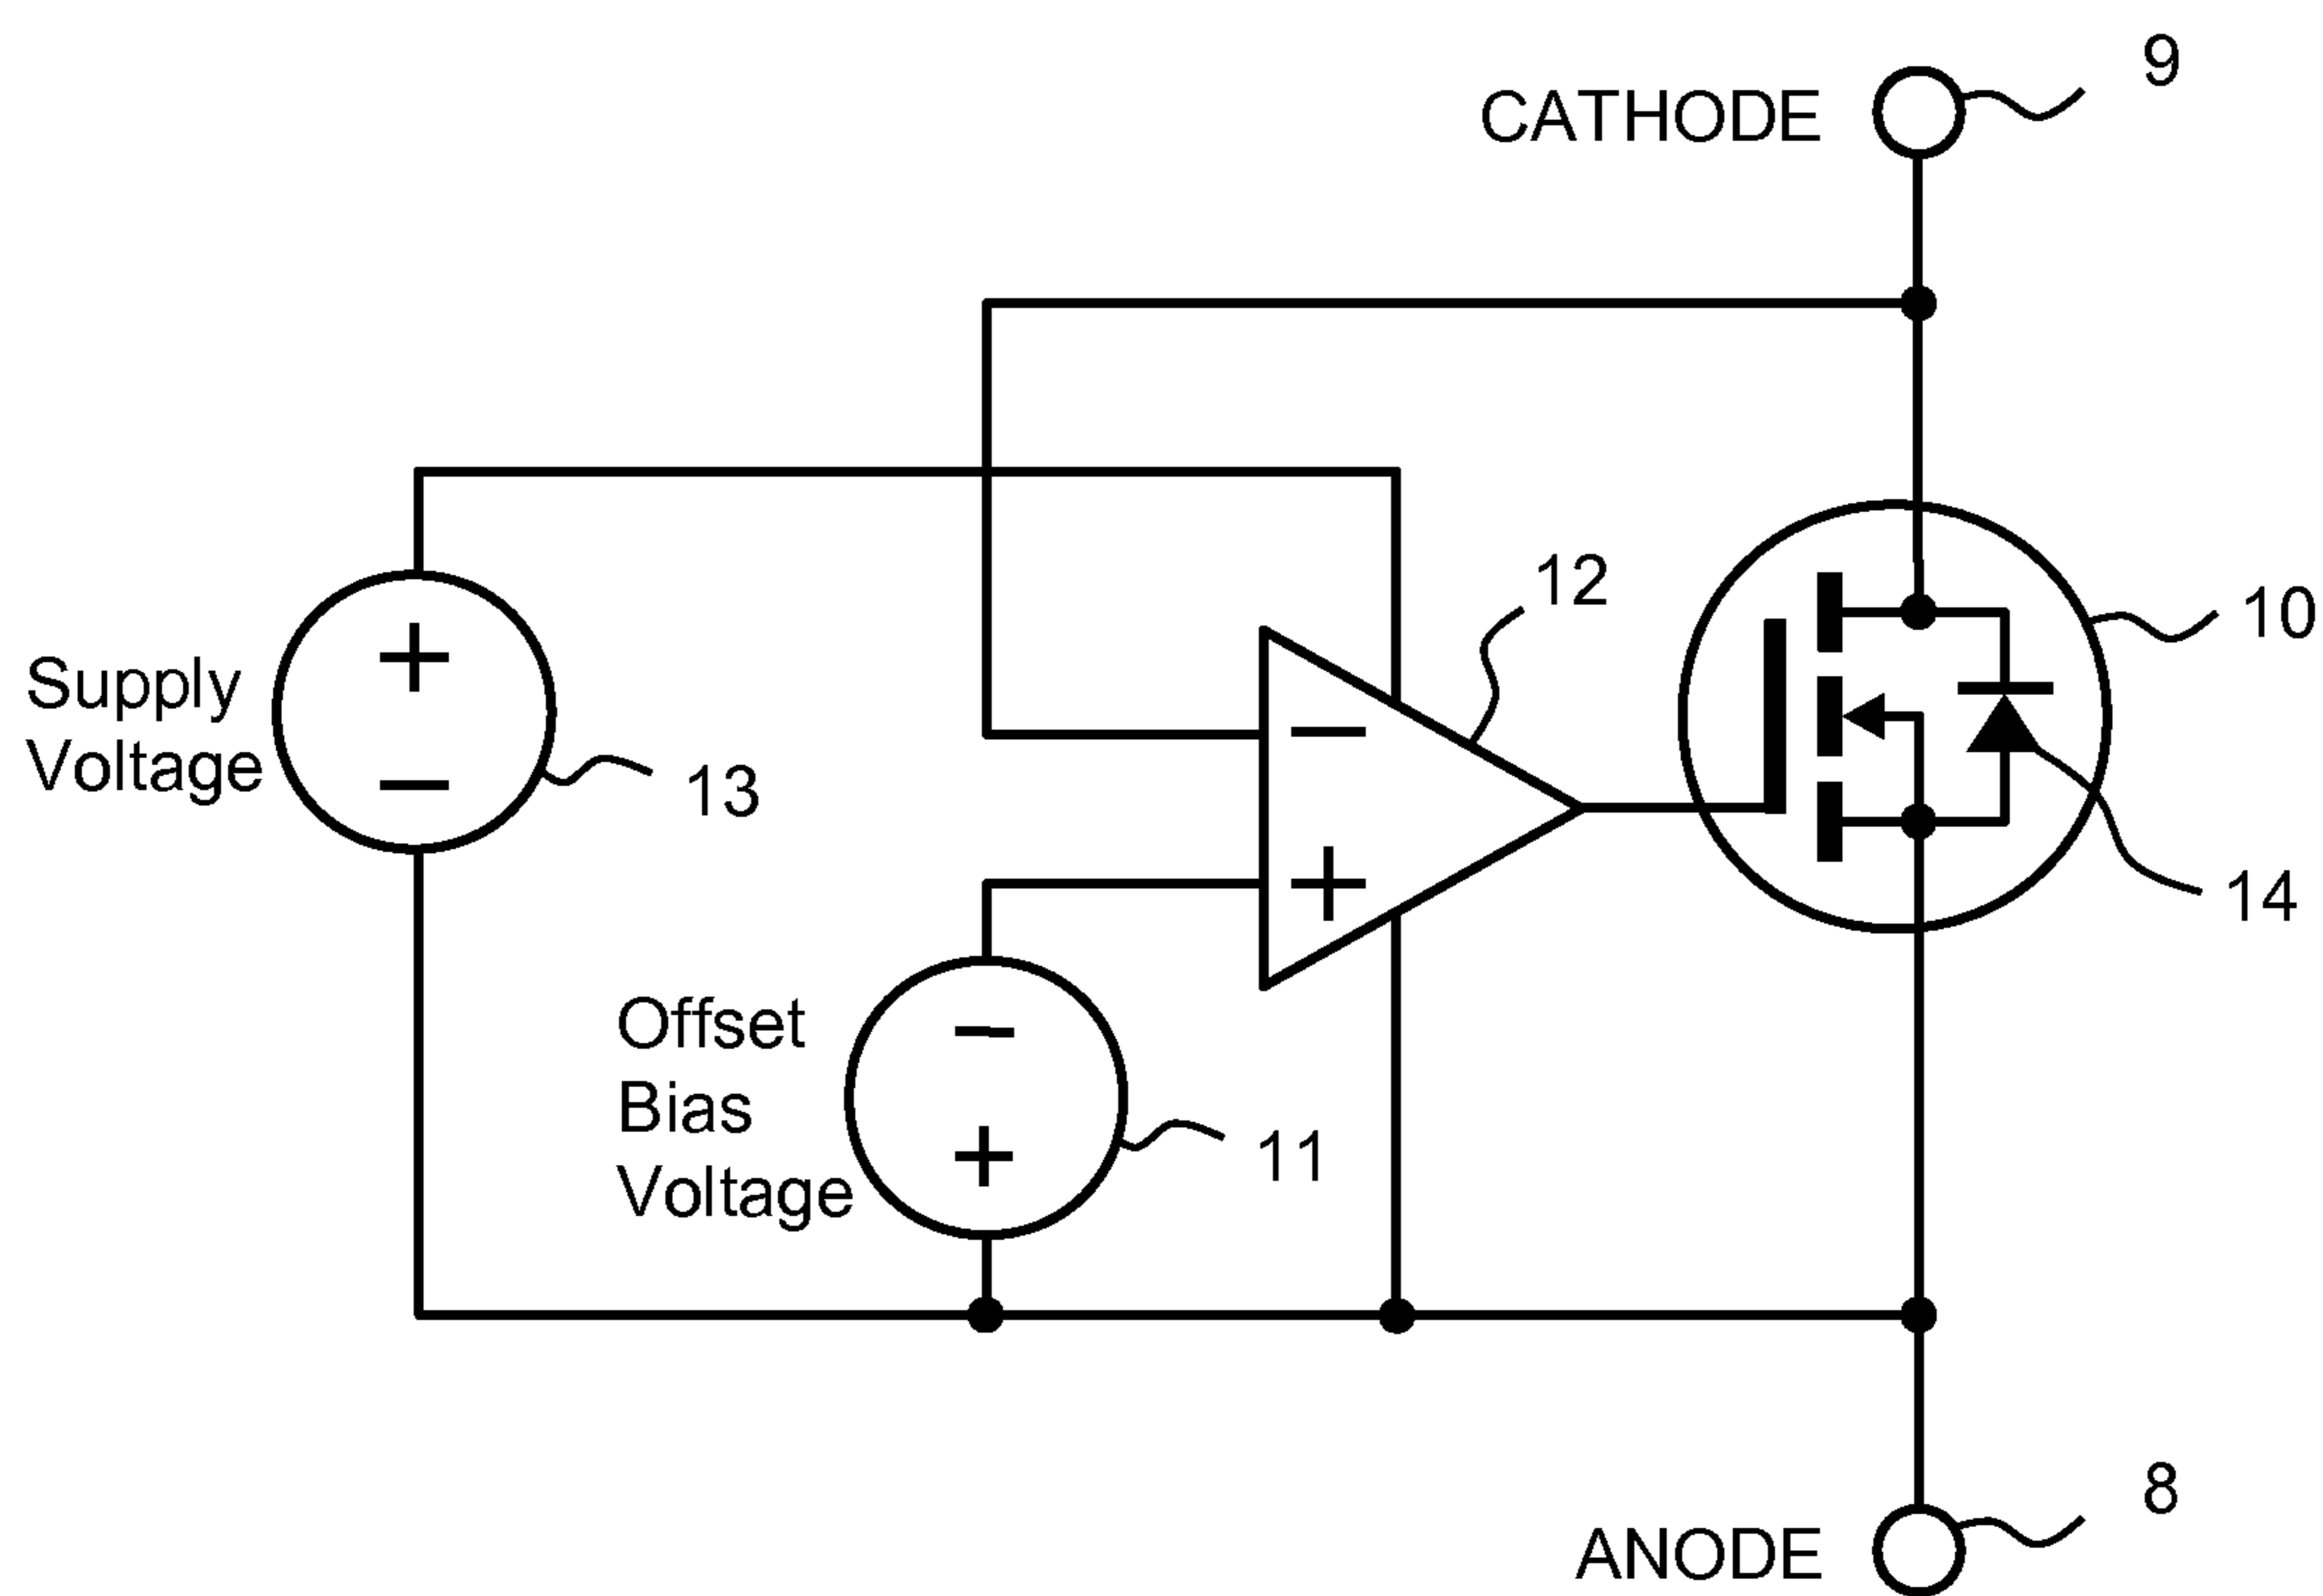 9
CATHODE
12
10
Supply
Voltage
+
−
13
−
+
14
Offset
Bias
Voltage
−
+
11
8
ANODE